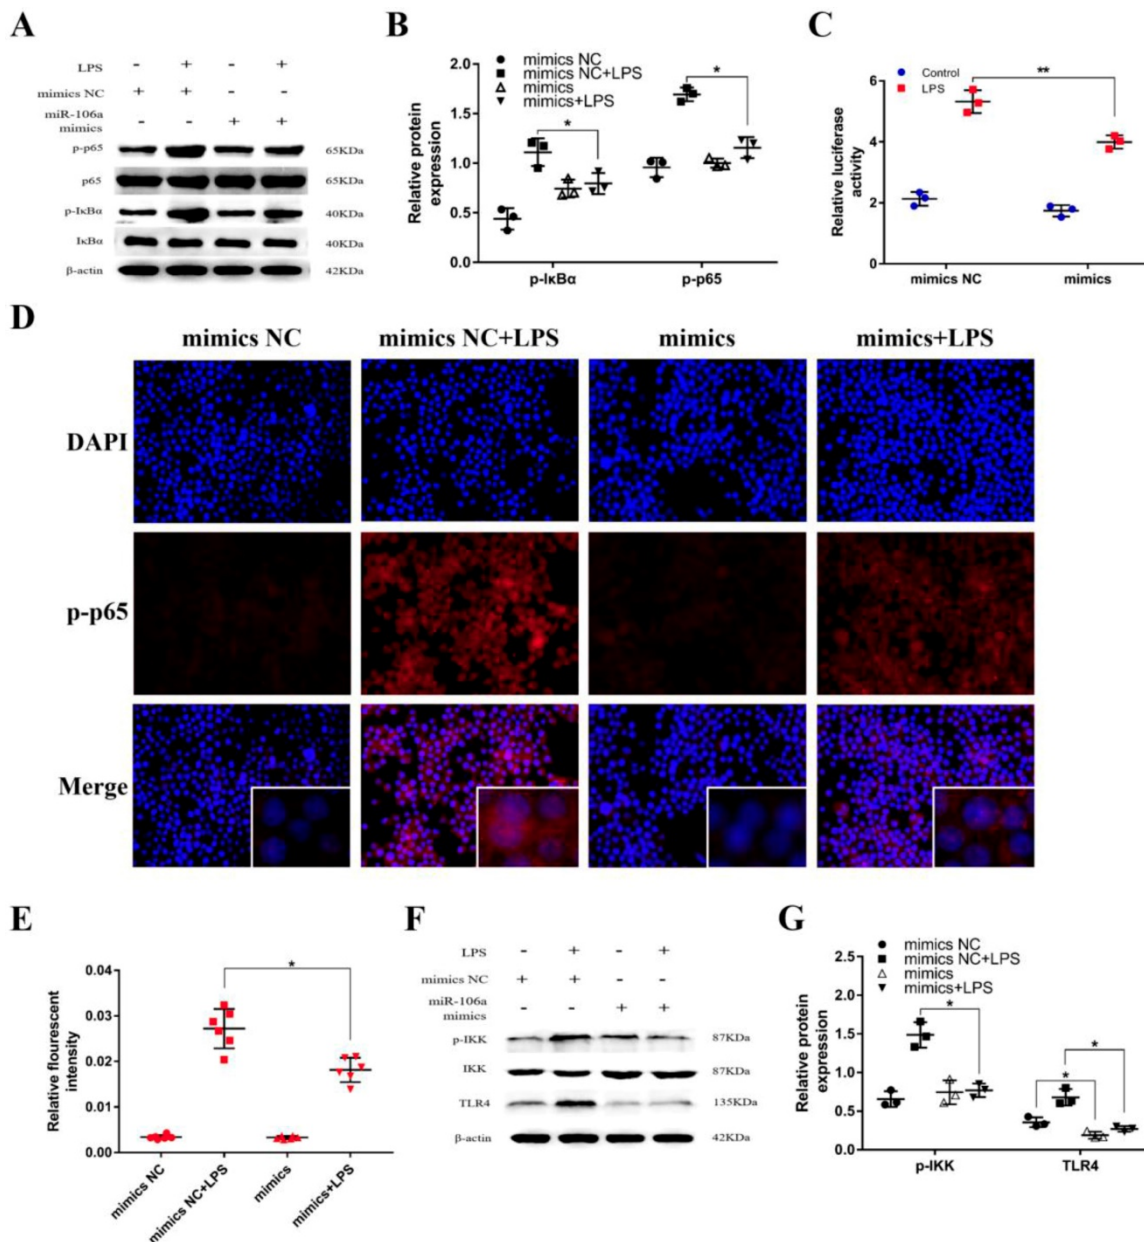 A
LPS - + - +
mimics NC + + - -
miR-106a
mimics - - + +
p-p65 65KDa
p65 65KDa
p-IκBα 40KDa
IκBα 40KDa
β-actin 42KDa
B
mimics NC
mimics NC+LPS
mimics
mimics+LPS
Relative protein
expression
2.0
1.5
1.0
0.5
0.0
*
*
p-IκBα p-p65
C
Control
LPS
Relative luciferase
activity
6
4
2
0
**
mimics NC mimics
D
mimics NC mimics NC+LPS mimics mimics+LPS
DAPI
p-p65
Merge
E
Relative flourescent
intensity
0.04
0.03
0.02
0.01
0.00
*
mimics NC
mimics NC+LPS
mimics
mimics+LPS
F
LPS - + - +
mimics NC + + - -
miR-106a
mimics - - + +
p-IKK 87KDa
IKK 87KDa
TLR4 135KDa
β-actin 42KDa
G
mimics NC
mimics NC+LPS
mimics
mimics+LPS
Relative protein
expression
2.5
2.0
1.5
1.0
0.5
0.0
*
*
*
p-IKK TLR4